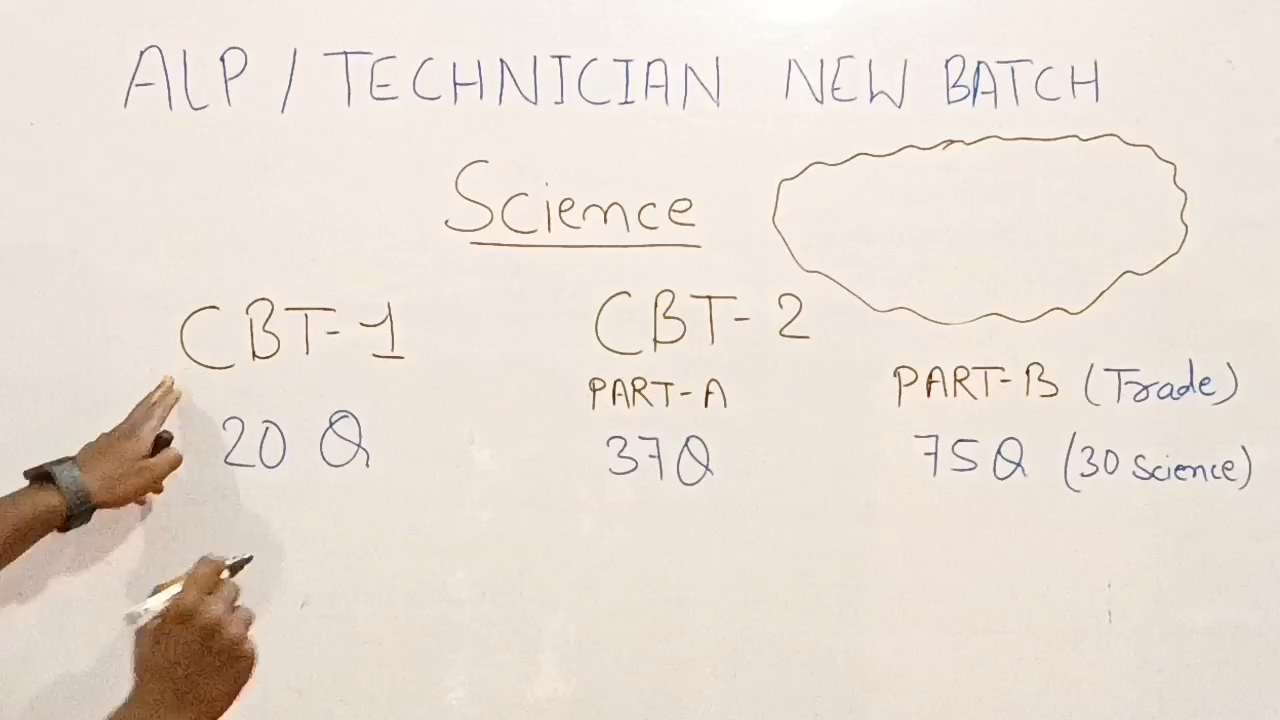 ALP / TECHNICIAN NEW BATCH
Science
CBT-1 CBT-2
PART-A PART-B (Trade)
20 Q 37Q 75Q (30 Science)